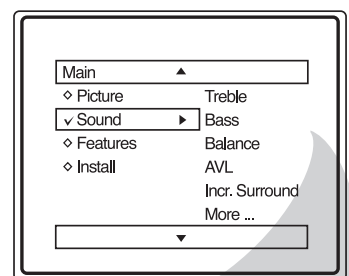 Main ▲
◇ Picture Treble
✓ Sound ▶ Bass
◇ Features Balance
◇ Install AVL
Incr. Surround
More ...
▼